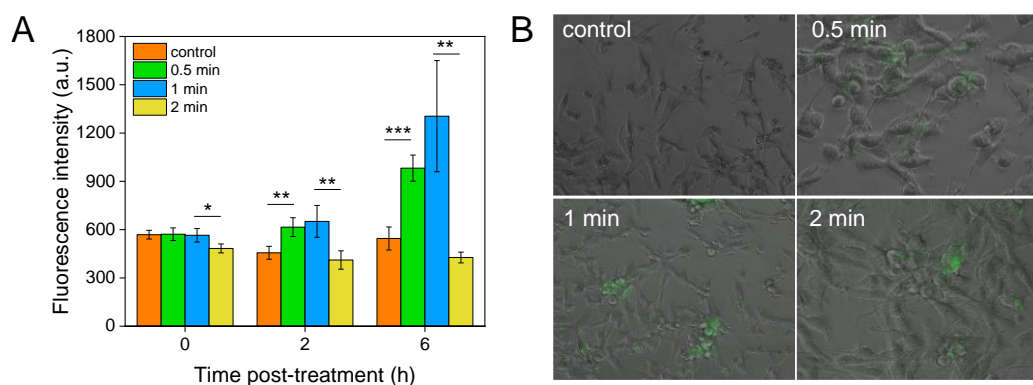 A
Fluorescence intensity (a.u.)
1800
1500
1200
900
600
300
0
control
0.5 min
1 min
2 min
*
**
**
***
**
0
2
6
Time post-treatment (h)
B
control
0.5 min
1 min
2 min